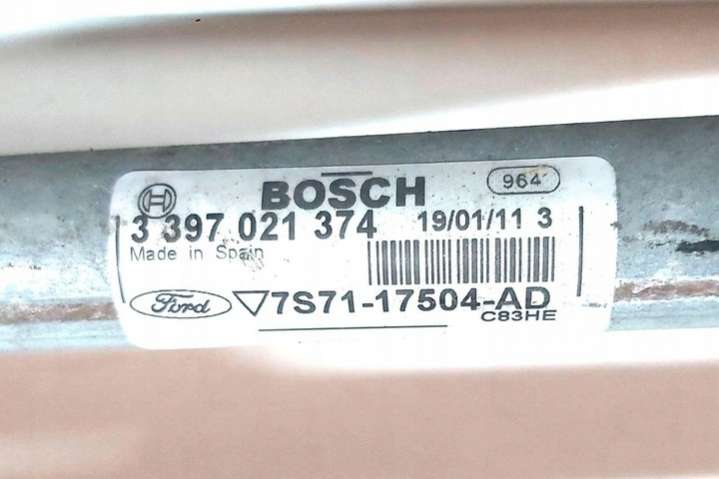 BOSCH 964
3 397 021 374 19/01/11 3
Made in Spain
Ford 7S71-17504-AD
C83HE